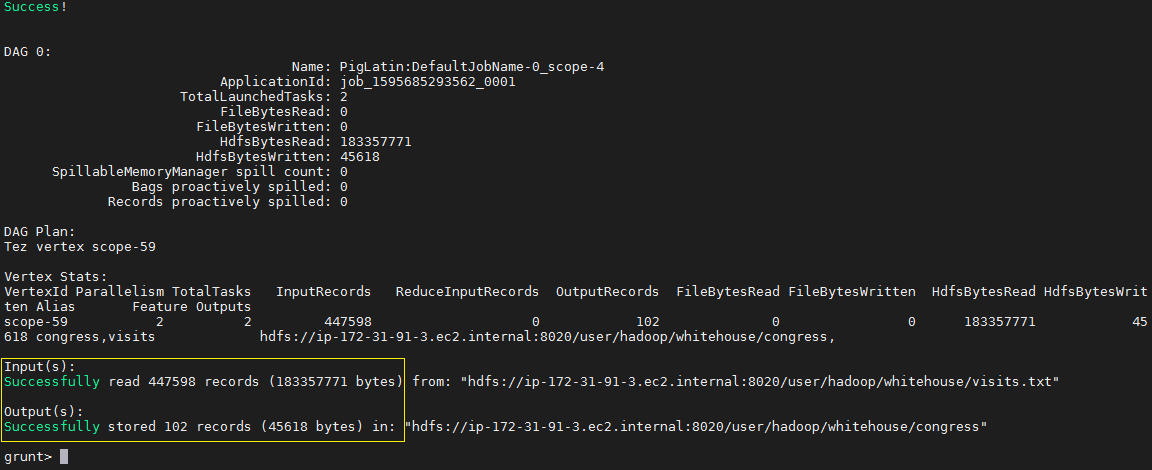 Success!
DAG 0:
Name: PigLatin:DefaultJobName-0_scope-4
ApplicationId: job_1595685293562_0001
TotalLaunchedTasks: 2
FileBytesRead: 0
FileBytesWritten: 0
HdfsBytesRead: 183357771
HdfsBytesWritten: 45618
SpillableMemoryManager spill count: 0
Bags proactively spilled: 0
Records proactively spilled: 0
DAG Plan:
Tez vertex scope-59
Vertex Stats:
VertexId Parallelism TotalTasks InputRecords ReduceInputRecords OutputRecords FileBytesRead FileBytesWritten HdfsBytesRead HdfsBytesWrit
ten Alias Feature Outputs
scope-59 2 2 447598 0 102 0 0 183357771 45
618 congress,visits hdfs://ip-172-31-91-3.ec2.internal:8020/user/hadoop/whitehouse/congress,
Input(s):
Successfully read 447598 records (183357771 bytes) from: "hdfs://ip-172-31-91-3.ec2.internal:8020/user/hadoop/whitehouse/visits.txt"
Output(s):
Successfully stored 102 records (45618 bytes) in: "hdfs://ip-172-31-91-3.ec2.internal:8020/user/hadoop/whitehouse/congress"
grunt>